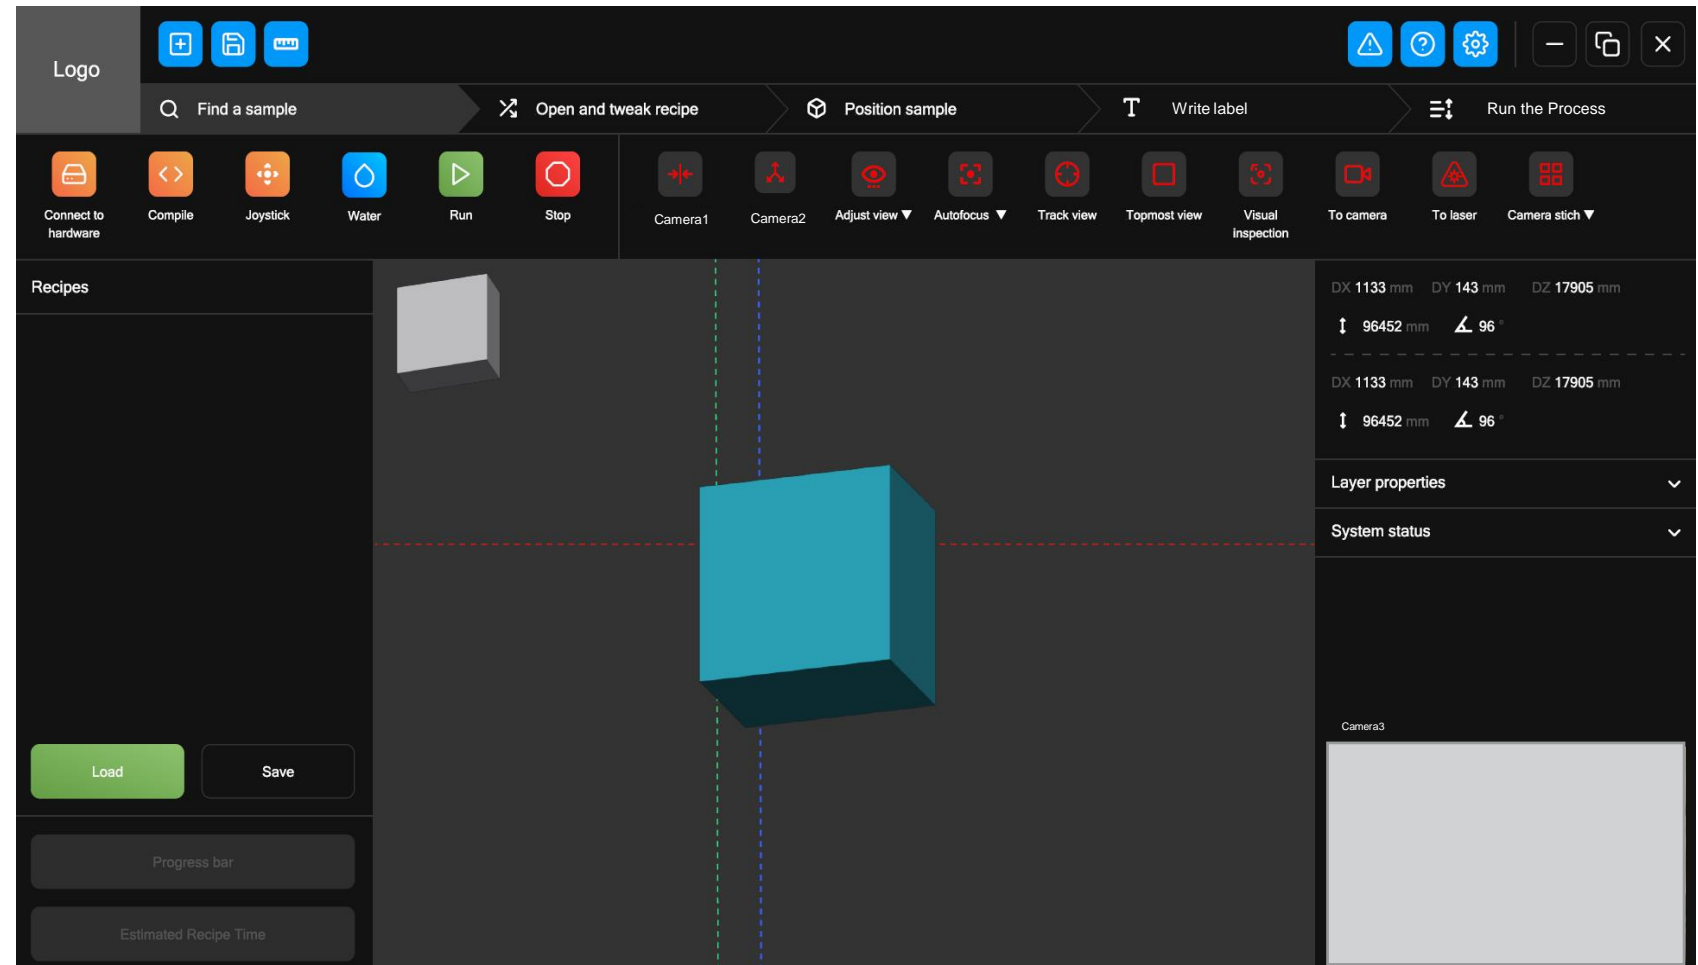 Logo
Find a sample
Open and tweak recipe
Position sample
Write label
Run the Process
Connect to
hardware
Compile
Joystick
Water
Run
Stop
Camera1
Camera2
Adjust view ▼
Autofocus ▼
Track view
Topmost view
Visual
inspection
To camera
To laser
Camera stich ▼
Recipes
Load
Save
Progress bar
Estimated Recipe Time
DX 1133 mm DY 143 mm DZ 17905 mm
96452 mm 96 °
DX 1133 mm DY 143 mm DZ 17905 mm
96452 mm 96 °
Layer properties
System status
Camera3